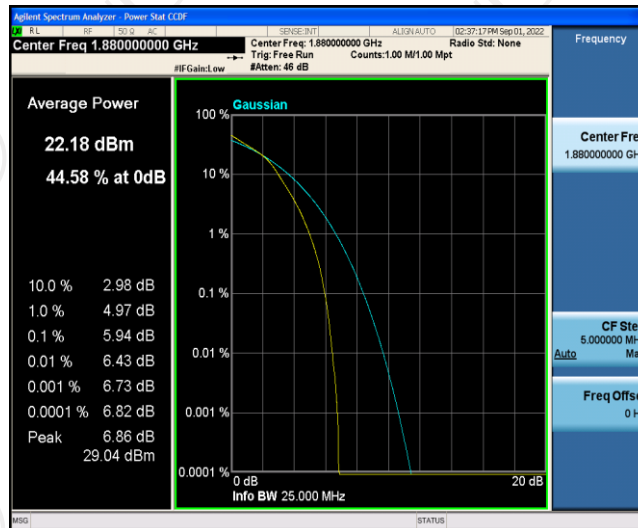 Agilent Spectrum Analyzer - Power Stat CCDF
RL RF 50 Ω AC SENSE:INT ALIGN AUTO 02:37:17 PM Sep 01, 2022
Center Freq 1.880000000 GHz
Center Freq: 1.880000000 GHz Radio Std: None
Trig: Free Run Counts:1.00 M/1.00 Mpt
#IFGain:Low #Atten: 46 dB
Frequency
Average Power
22.18 dBm
44.58 % at 0dB
10.0 % 2.98 dB
1.0 % 4.97 dB
0.1 % 5.94 dB
0.01 % 6.43 dB
0.001 % 6.73 dB
0.0001 % 6.82 dB
Peak 6.86 dB
29.04 dBm
Gaussian
100 %
10 %
1 %
0.1 %
0.01 %
0.001 %
0.0001 %
0 dB 20 dB
Info BW 25.000 MHz
Center Fre
1.880000000 GH
CF Ste
5.000000 MH
Auto Ma
Freq Offs
0 H
MSG STATUS